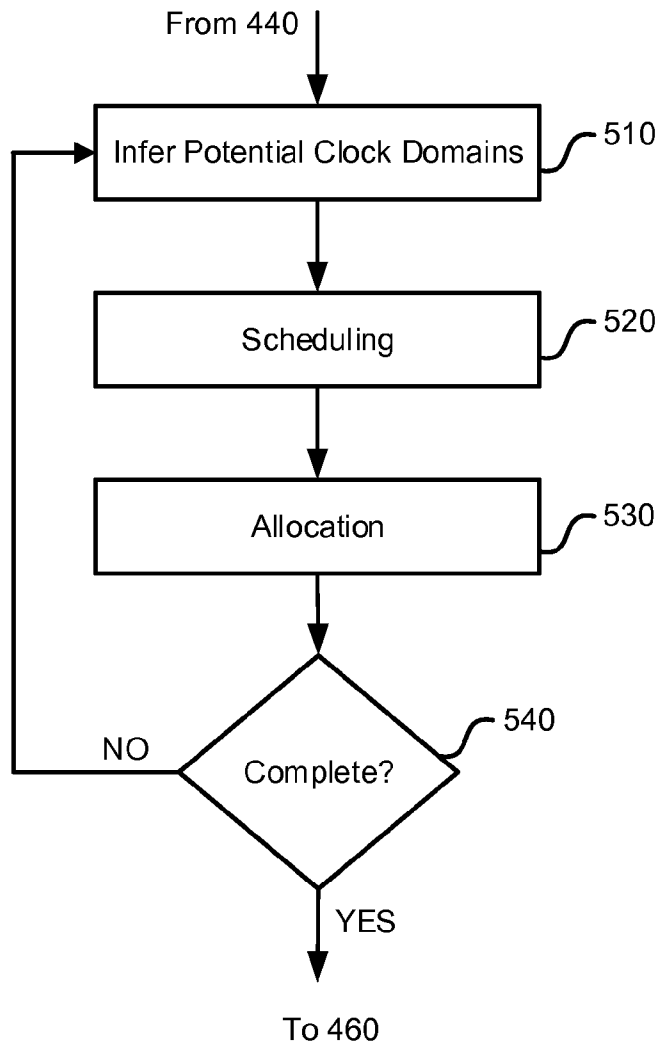 From 440
Infer Potential Clock Domains
510
Scheduling
520
Allocation
530
540
Complete?
NO
YES
To 460